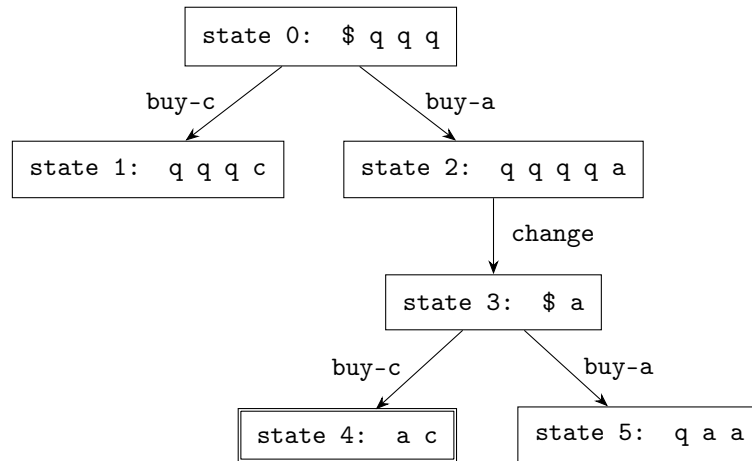 state 0: $ q q q
buy-c buy-a
state 1: q q q c state 2: q q q q a
change
state 3: $ a
buy-c buy-a
state 4: a c state 5: q a a